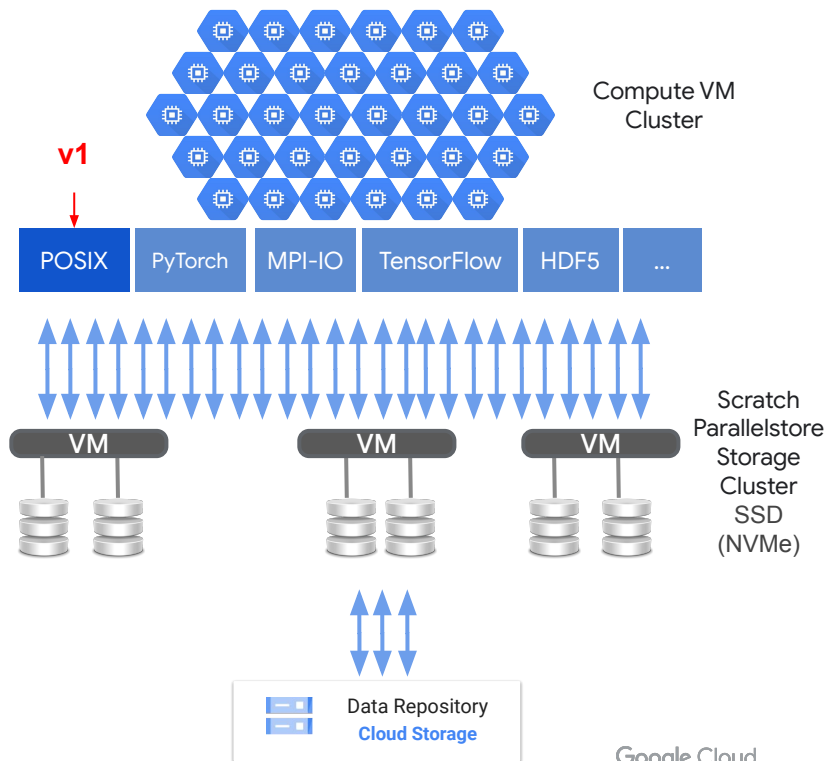 Compute VM
Cluster
v1
POSIX
PyTorch
MPI-IO
TensorFlow
HDF5
...
VM
VM
VM
Scratch
Parallelstore
Storage
Cluster
SSD
(NVMe)
Data Repository
Cloud Storage
Google Cloud